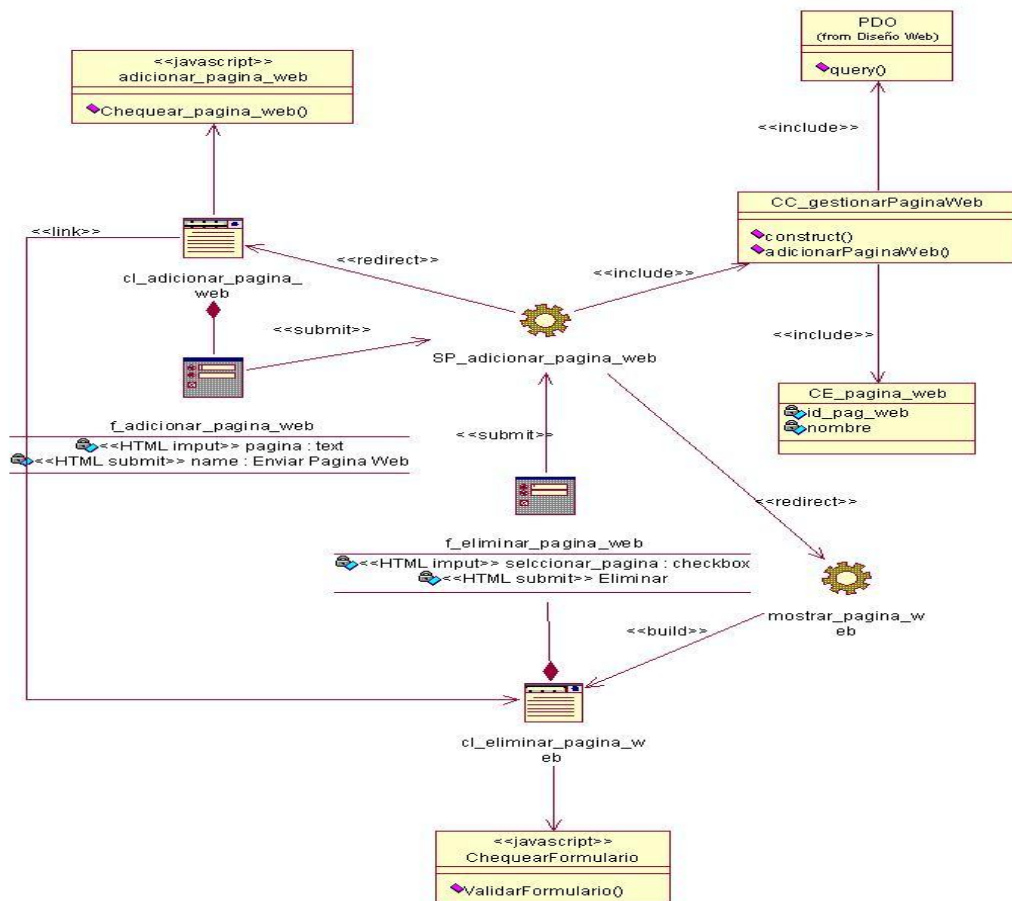 PDO
(from Diseño Web)
query()
<<javascript>>
adicionar_pagina_web
Chequear_pagina_web()
<<include>>
CC_gestionarPaginaWeb
construct()
adicionarPaginaWeb()
<<link>>
<<redirect>>
<<include>>
cl_adicionar_pagina_
web
<<submit>>
SP_adicionar_pagina_web
<<include>>
CE_pagina_web
id_pag_web
nombre
f_adicionar_pagina_web
<<HTML imput>> pagina : text
<<HTML submit>> name : Enviar Pagina Web
<<submit>>
<<redirect>>
f_eliminar_pagina_web
<<HTML imput>> selccionar_pagina : checkbox
<<HTML submit>> Eliminar
mostrar_pagina_w
eb
<<build>>
cl_eliminar_pagina_w
eb
<<javascript>>
ChequearFormulario
ValidarFormulario()